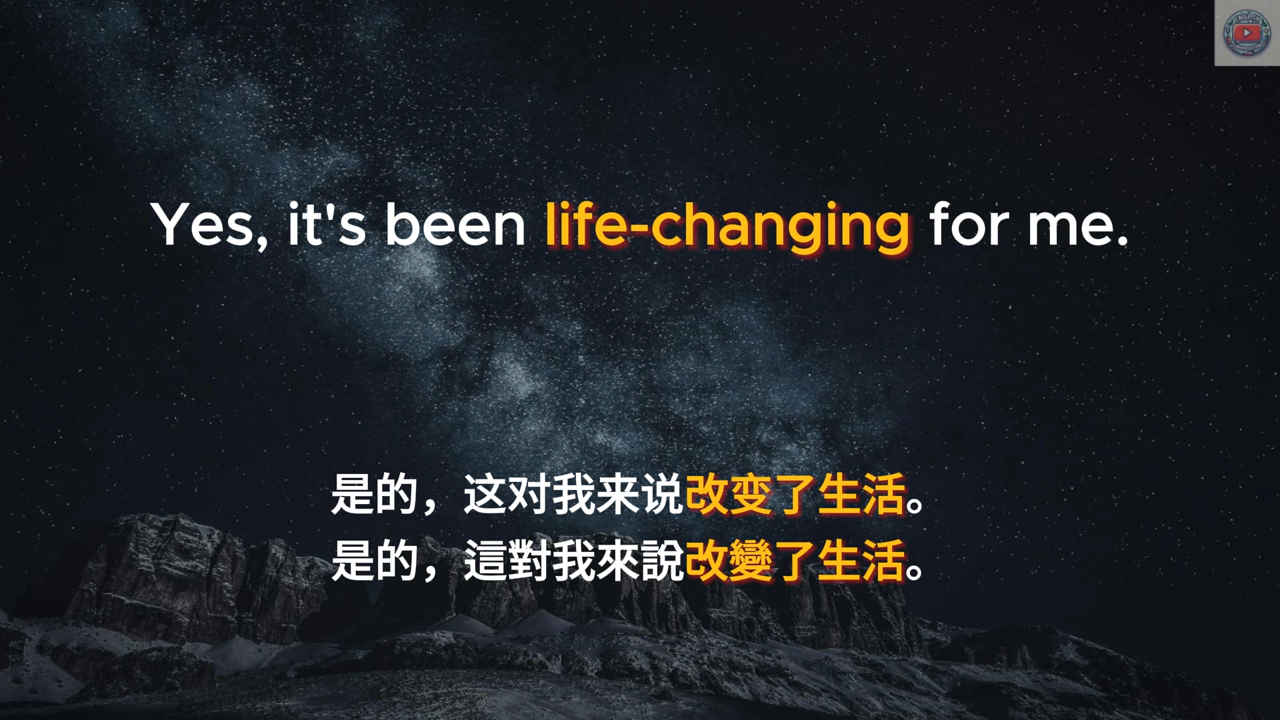 Yes, it's been life-changing for me.
是的，这对我来说改变了生活。
是的，這對我來說改變了生活。